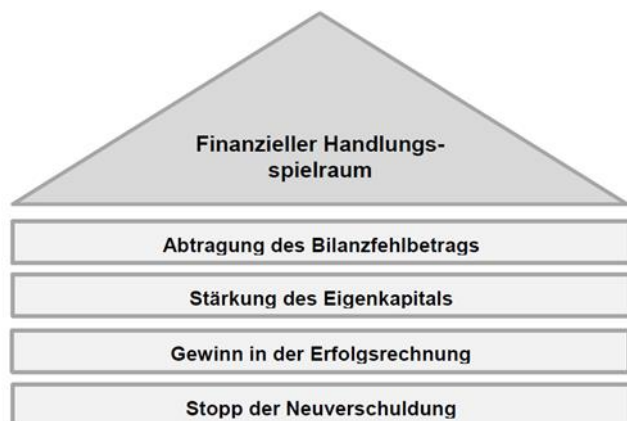 Finanzieller Handlungs-
spielraum
Abtragung des Bilanzfehlbetrags
Stärkung des Eigenkapitals
Gewinn in der Erfolgsrechnung
Stopp der Neuverschuldung